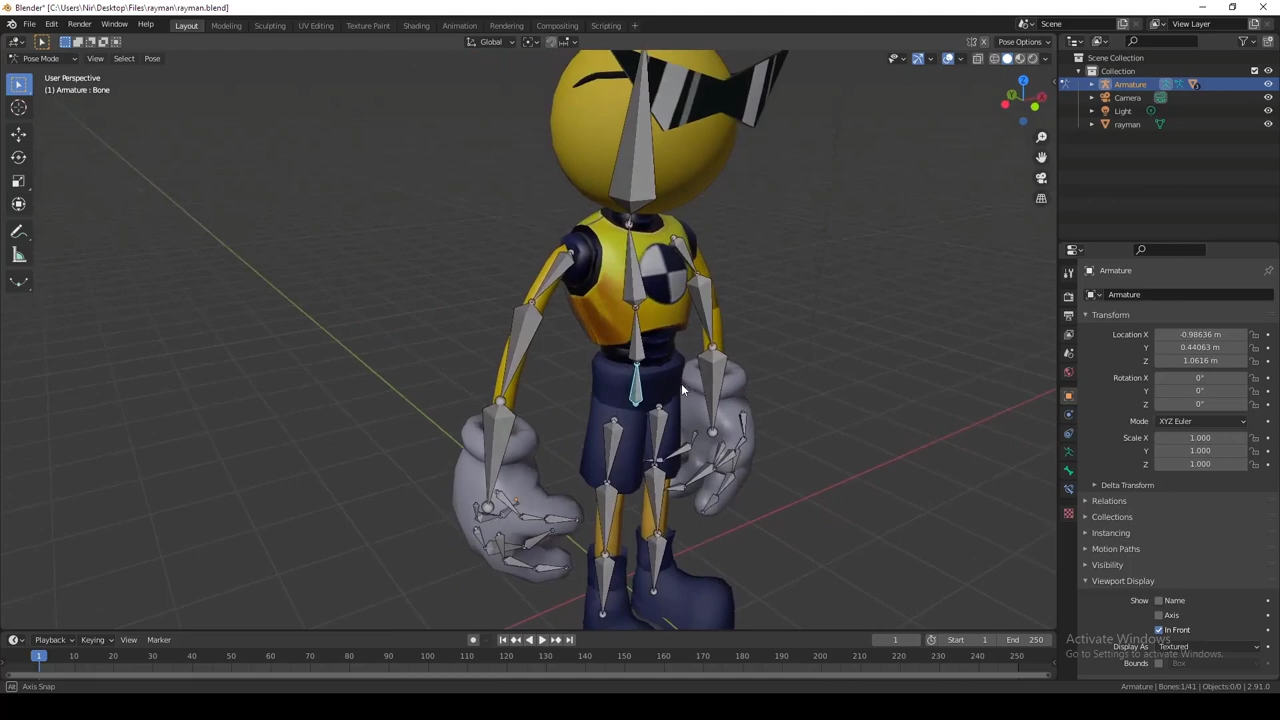 Blender* [C:\Users\Nir\Desktop\Files\rayman\rayman.blend]
File Edit Render Window Help Layout Modeling Sculpting UV Editing Texture Paint Shading Animation Rendering Compositing Scripting + Scene View Layer
Global Pose Options
Pose Mode View Select Pose
User Perspective
(1) Armature : Bone
Z
Y
X
Scene Collection
Collection
Armature
Camera
Light
rayman
Armature
Armature
Transform
Location X -0.98636 m
Y 0.44063 m
Z 1.0616 m
Rotation X 0°
Y 0°
Z 0°
Mode XYZ Euler
Scale X 1.000
Y 1.000
Z 1.000
Delta Transform
Relations
Collections
Instancing
Motion Paths
Visibility
Viewport Display
Show Name
Axis
In Front
Display As Textured
Bounds Box
Activate Windows
Go to Settings to activate Windows.
Playback Keying View Marker 1 Start 1 End 250
1 10 20 30 40 50 60 70 80 90 100 110 120 130 140 150 160 170 180 190 200 210 220 230 240 250
Alt Axis Snap Armature | Bones:1/41 | Objects:0/0 | 2.91.0